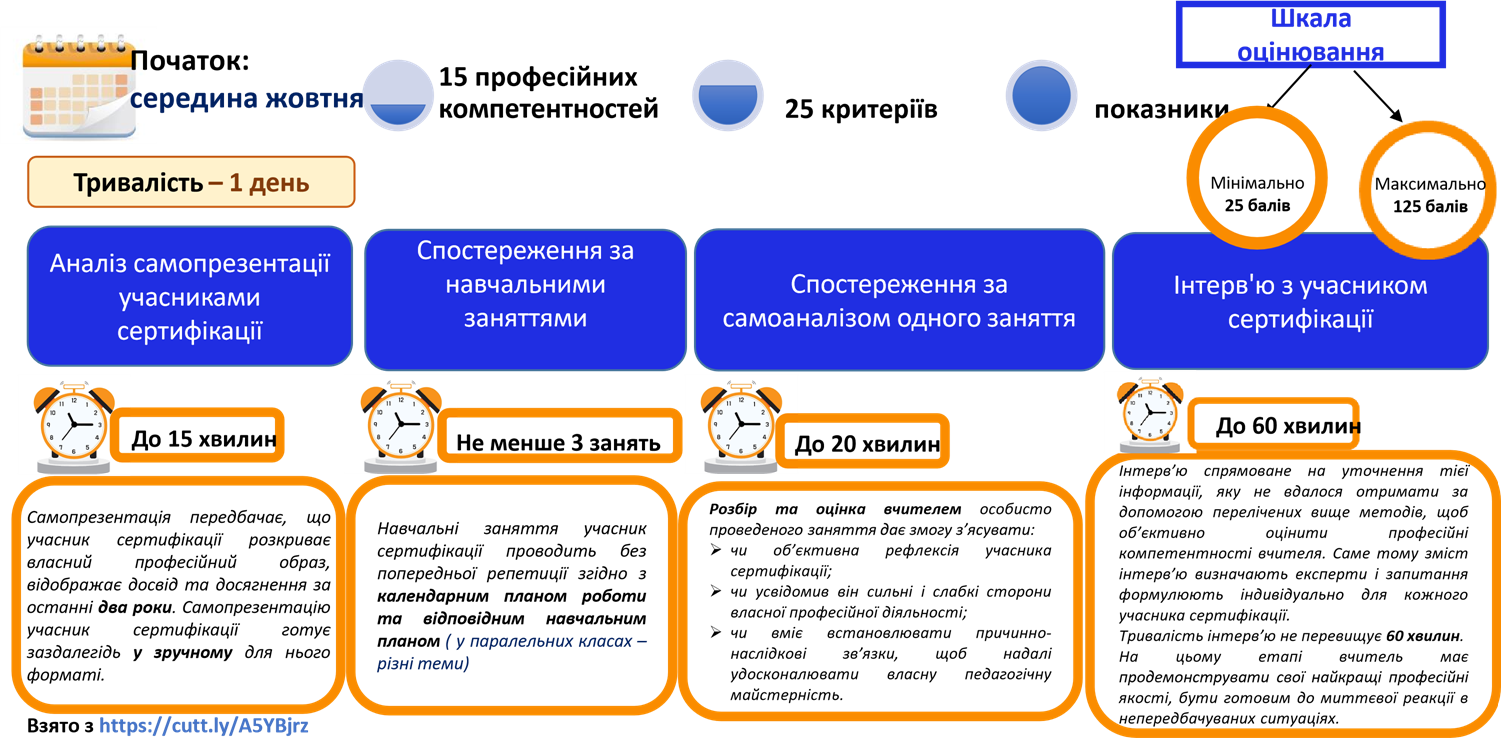 Початок:
середина жовтня
15 професійних
компетентностей
25 критеріїв
показники
Шкала
оцінювання
Мінімально
25 балів
Максимально
125 балів
Тривалість – 1 день
Аналіз самопрезентації
учасниками
сертифікації
До 15 хвилин
Самопрезентація передбачає, що
учасник сертифікації розкриває
власний професійний образ,
відображає досвід та досягнення за
останні два роки. Самопрезентацію
учасник сертифікації готує
заздалегідь у зручному для нього
форматі.
Спостереження за
навчальними
заняттями
Не менше 3 занять
Навчальні заняття учасник
сертифікації проводить без
попередньої репетиції згідно з
календарним планом роботи
та відповідним навчальним
планом ( у паралельних класах –
різні теми)
Спостереження за
самоаналізом одного заняття
До 20 хвилин
Розбір та оцінка вчителем особисто
проведеного заняття дає змогу з’ясувати:
➢ чи об’єктивна рефлексія учасника
сертифікації;
➢ чи усвідомив він сильні і слабкі сторони
власної професійної діяльності;
➢ чи вміє встановлювати причинно-
наслідкові зв’язки, щоб надалі
удосконалювати власну педагогічну
майстерність.
Інтерв'ю з учасником
сертифікації
До 60 хвилин
Інтерв’ю спрямоване на уточнення тієї
інформації, яку не вдалося отримати за
допомогою перелічених вище методів, щоб
об’єктивно оцінити професійні
компетентності вчителя. Саме тому зміст
інтерв’ю визначають експерти і запитання
формулюють індивідуально для кожного
учасника сертифікації.
Тривалість інтерв’ю не перевищує 60 хвилин.
На цьому етапі вчитель має
продемонструвати свої найкращі професійні
якості, бути готовим до миттєвої реакції в
непередбачуваних ситуаціях.
Взято з https://cutt.ly/A5YBjrz